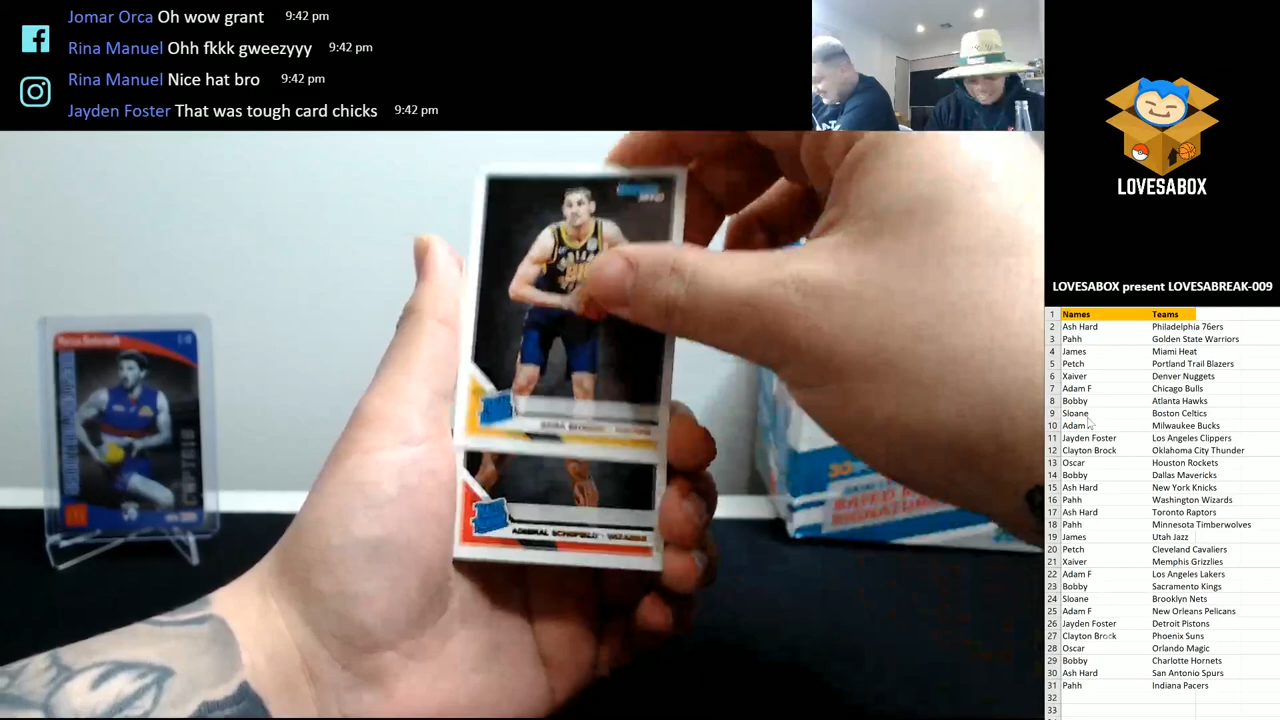 Jomar Orca Oh wow grant 9:42 pm
Rina Manuel Ohh fkkk gweezyyy 9:42 pm
Rina Manuel Nice hat bro 9:42 pm
Jayden Foster That was tough card chicks 9:42 pm
LOVESABOX
LOVESABOX present LOVESABREAK-009
1 Names Teams
2 Ash Hard Philadelphia 76ers
3 Pahh Golden State Warriors
4 James Miami Heat
5 Petch Portland Trail Blazers
6 Xaiver Denver Nuggets
7 Adam F Chicago Bulls
8 Bobby Atlanta Hawks
9 Sloane Boston Celtics
10 Adam Milwaukee Bucks
11 Jayden Foster Los Angeles Clippers
12 Clayton Brock Oklahoma City Thunder
13 Oscar Houston Rockets
14 Bobby Dallas Mavericks
15 Ash Hard New York Knicks
16 Pahh Washington Wizards
17 Ash Hard Toronto Raptors
18 Pahh Minnesota Timberwolves
19 James Utah Jazz
20 Petch Cleveland Cavaliers
21 Xaiver Memphis Grizzlies
22 Adam F Los Angeles Lakers
23 Bobby Sacramento Kings
24 Sloane Brooklyn Nets
25 Adam F New Orleans Pelicans
26 Jayden Foster Detroit Pistons
27 Clayton Brock Phoenix Suns
28 Oscar Orlando Magic
29 Bobby Charlotte Hornets
30 Ash Hard San Antonio Spurs
31 Pahh Indiana Pacers
32
33
ADMIRAL SCHOFIELD WIZARDS